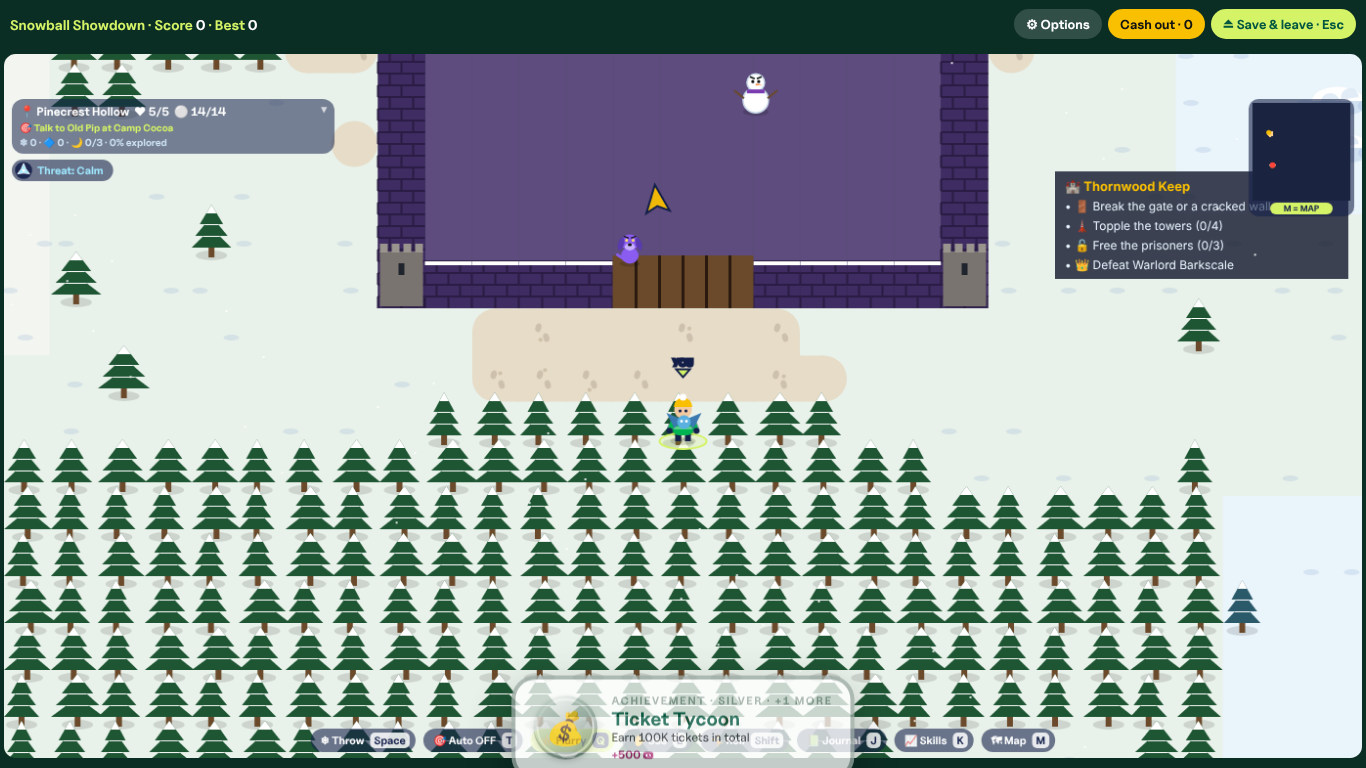 Snowball Showdown · Score 0 · Best 0
⚙ Options
Cash out · 0
⏏ Save & leave · Esc
📍 Pinecrest Hollow ❤ 5/5 ⚪ 14/14 ▼
🎯 Talk to Old Pip at Camp Cocoa
❄ 0 · 🔷 0 · 🌙 0/3 · 0% explored
Threat: Calm
M = MAP
🏰 Thornwood Keep
• 🚪 Break the gate or a cracked wall
• 🗼 Topple the towers (0/4)
• 🔓 Free the prisoners (0/3)
• 👑 Defeat Warlord Barkscale
ACHIEVEMENT · SILVER · +1 MORE
Ticket Tycoon
Earn 100K tickets in total
+500
❄ Throw Space
🎯 Auto OFF T
Shift
Journal J
📈 Skills K
🗺 Map M